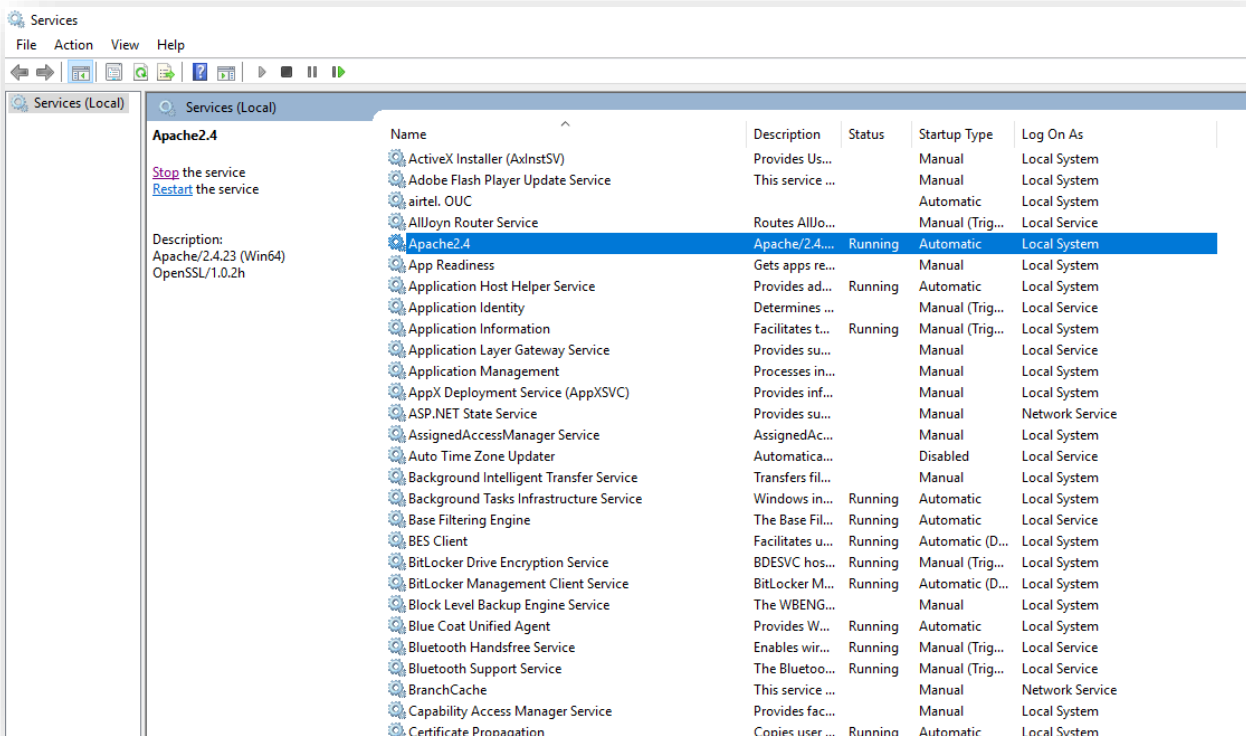 Services
File Action View Help
Services (Local)
Services (Local)
Apache2.4
Stop the service
Restart the service
Description:
Apache/2.4.23 (Win64)
OpenSSL/1.0.2h
Name Description Status Startup Type Log On As
ActiveX Installer (AxInstSV) Provides Us... Manual Local System
Adobe Flash Player Update Service This service ... Manual Local System
airtel. OUC Automatic Local System
AllJoyn Router Service Routes AllJo... Manual (Trig... Local Service
Apache2.4 Apache/2.4.... Running Automatic Local System
App Readiness Gets apps re... Manual Local System
Application Host Helper Service Provides ad... Running Automatic Local System
Application Identity Determines ... Manual (Trig... Local Service
Application Information Facilitates t... Running Manual (Trig... Local System
Application Layer Gateway Service Provides su... Manual Local Service
Application Management Processes in... Manual Local System
AppX Deployment Service (AppXSVC) Provides inf... Manual Local System
ASP.NET State Service Provides su... Manual Network Service
AssignedAccessManager Service AssignedAc... Manual Local System
Auto Time Zone Updater Automatica... Disabled Local Service
Background Intelligent Transfer Service Transfers fil... Manual Local System
Background Tasks Infrastructure Service Windows in... Running Automatic Local System
Base Filtering Engine The Base Fil... Running Automatic Local Service
BES Client Facilitates u... Running Automatic (D... Local System
BitLocker Drive Encryption Service BDESVC hos... Running Manual (Trig... Local System
BitLocker Management Client Service BitLocker M... Running Automatic (D... Local System
Block Level Backup Engine Service The WBENG... Manual Local System
Blue Coat Unified Agent Provides W... Running Automatic Local System
Bluetooth Handsfree Service Enables wir... Running Manual (Trig... Local Service
Bluetooth Support Service The Bluetoo... Running Manual (Trig... Local Service
BranchCache This service ... Manual Network Service
Capability Access Manager Service Provides fac... Manual Local System
Certificate Propagation Copies user ... Running Automatic Local System